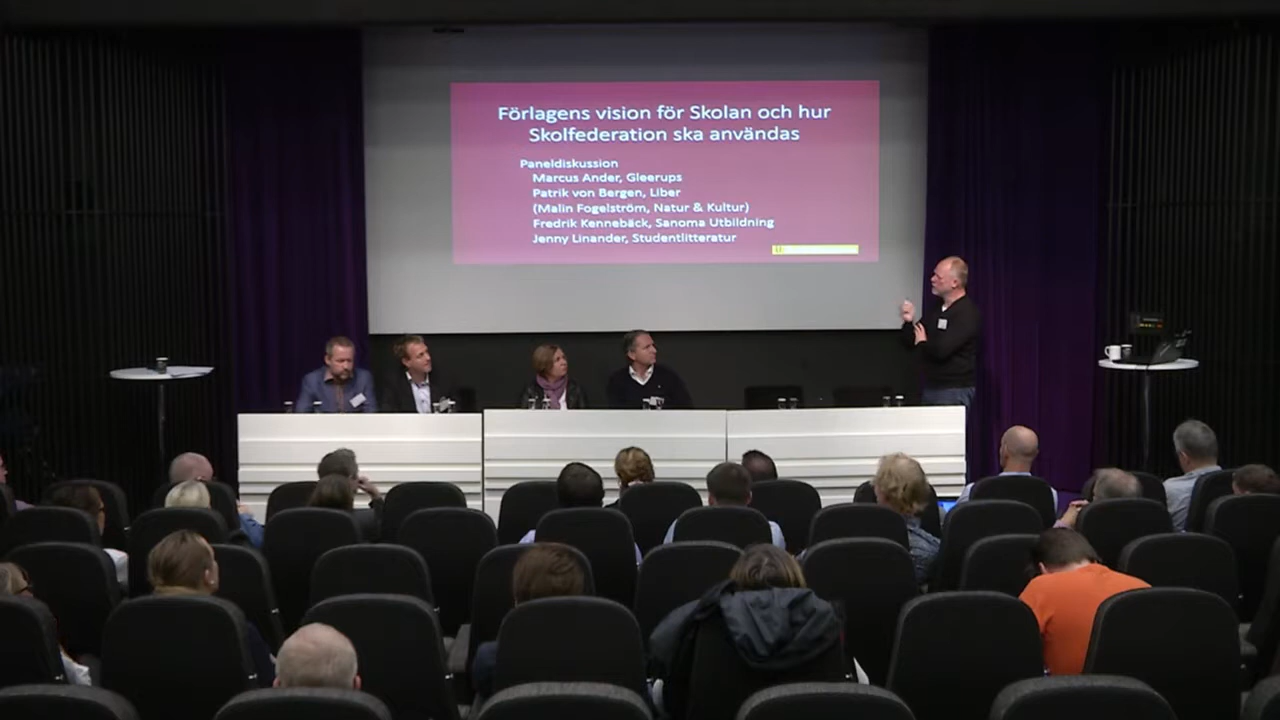 Förlagens vision för Skolan och hur
Skolfederation ska användas
Paneldiskussion
Marcus Ander, Gleerups
Patrik von Bergen, Liber
(Malin Fogelström, Natur & Kultur)
Fredrik Kennebäck, Sanoma Utbildning
Jenny Linander, Studentlitteratur